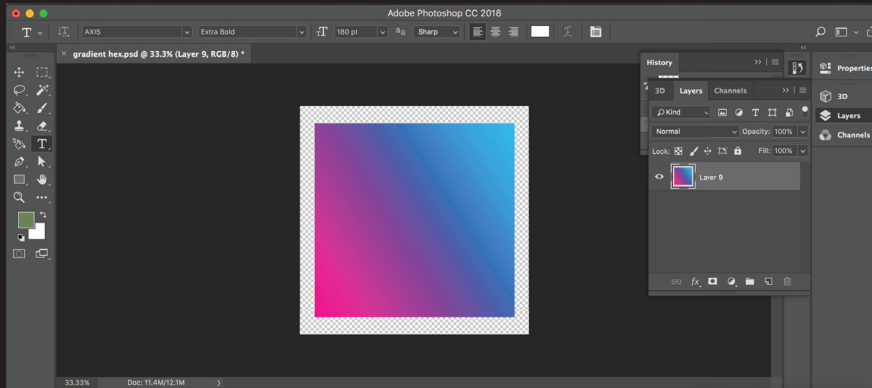 Adobe Photoshop CC 2018
T T AXIS Extra Bold T 180 pt aa Sharp
× gradient hex.psd @ 33.3% (Layer 9, RGB/8) *
History
Properties
3D Layers Channels
3D
Kind T
Layers
Normal Opacity: 100%
Channels
Lock: Fill: 100%
Layer 9
T
fx
33.33% Doc: 11.4M/12.1M